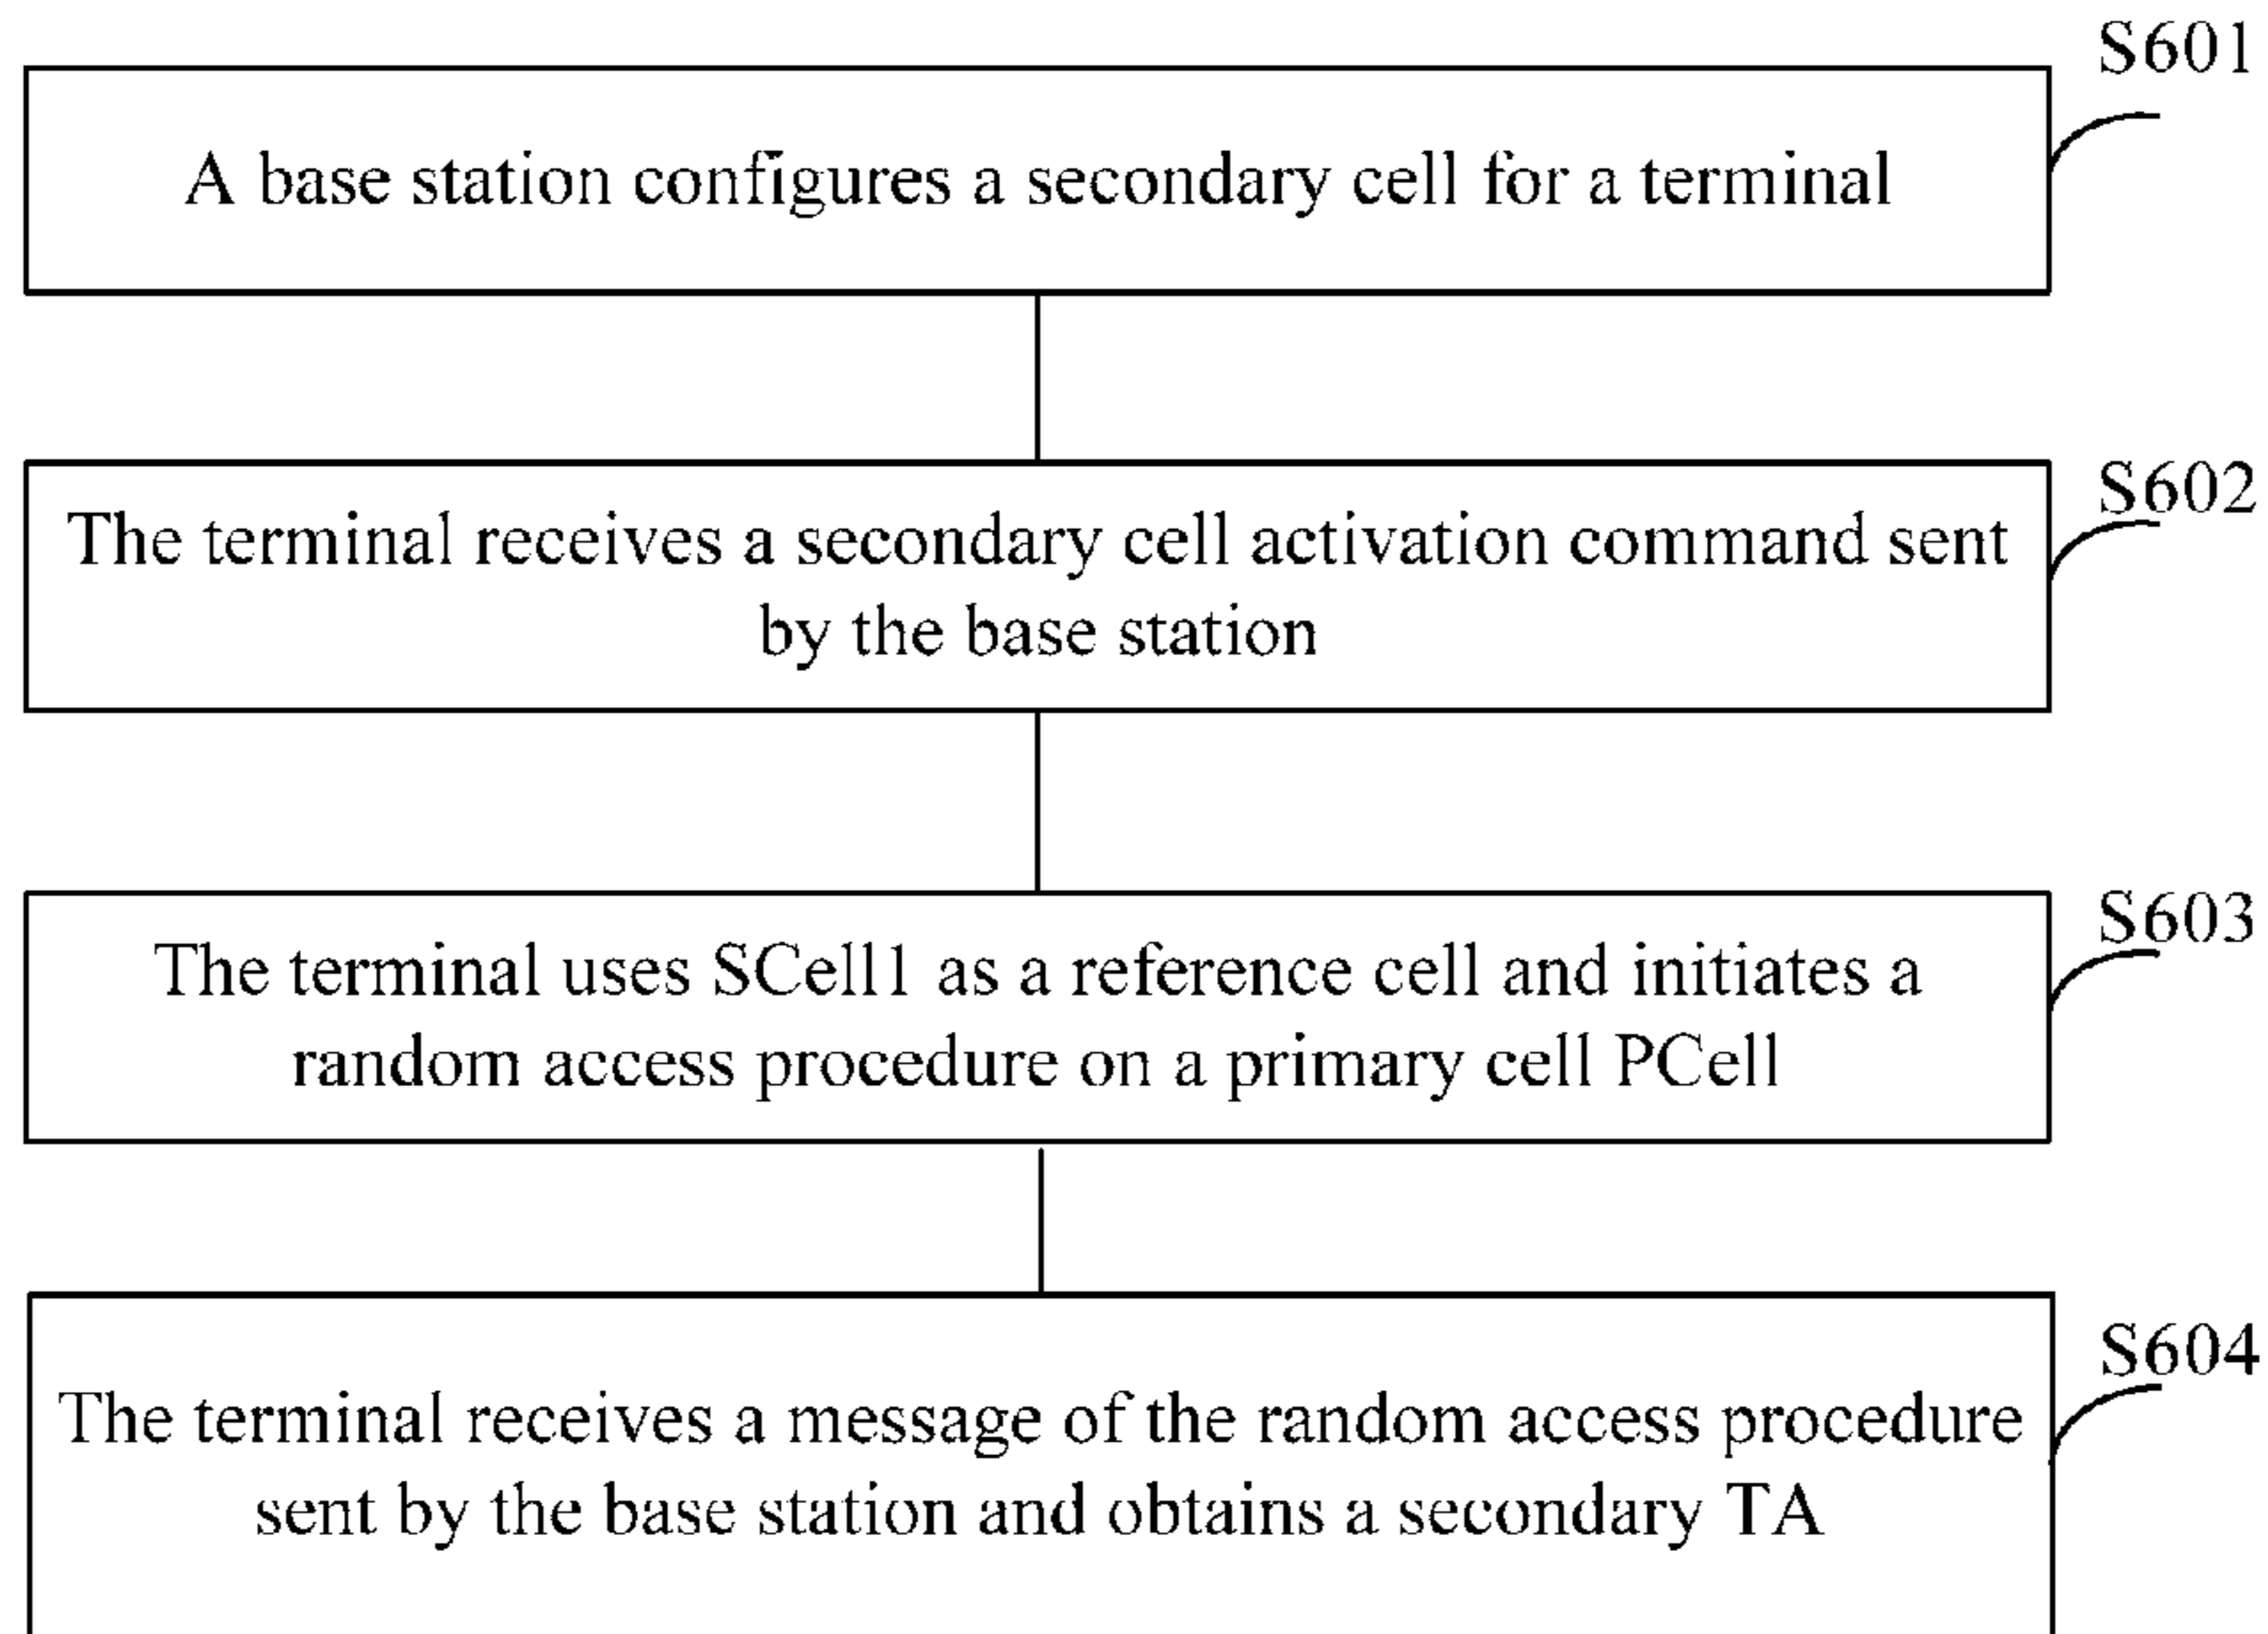 S601
A base station configures a secondary cell for a terminal
S602
The terminal receives a secondary cell activation command sent
by the base station
S603
The terminal uses SCell1 as a reference cell and initiates a
random access procedure on a primary cell PCell
S604
The terminal receives a message of the random access procedure
sent by the base station and obtains a secondary TA